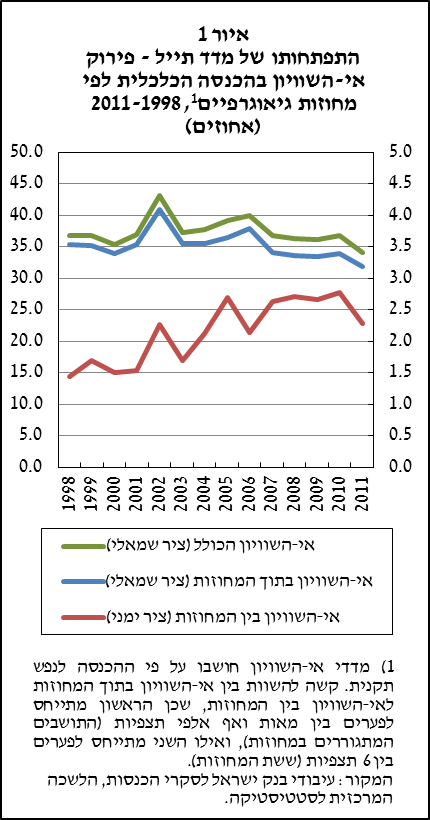 איור 1
התפתחותו של מדד תייל - פירוק
אי-השוויון בהכנסה הכלכלית לפי
מחוזות גיאוגרפיים¹, 2011-1998
(אחוזים)
50.0 5.0
45.0 4.5
40.0 4.0
35.0 3.5
30.0 3.0
25.0 2.5
20.0 2.0
15.0 1.5
10.0 1.0
5.0 0.5
0.0 0.0
1998 1999 2000 2001 2002 2003 2004 2005 2006 2007 2008 2009 2010 2011
אי-השוויון הכולל (ציר שמאלי)
אי-השוויון בתוך המחוזות (ציר שמאלי)
אי-השוויון בין המחוזות (ציר ימני)
1) מדדי אי-השוויון חושבו על פי ההכנסה לנפש
תקנית. קשה להשוות בין אי-השוויון בתוך המחוזות
לאי-השוויון בין המחוזות, שכן הראשון מתייחס
לפערים בין מאות ואף אלפי תצפיות (התושבים
המתגוררים במחוזות), ואילו השני מתייחס לפערים
בין 6 תצפיות (ששת המחוזות).
המקור: עיבודי בנק ישראל לסקרי הכנסות, הלשכה
המרכזית לסטטיסטיקה.